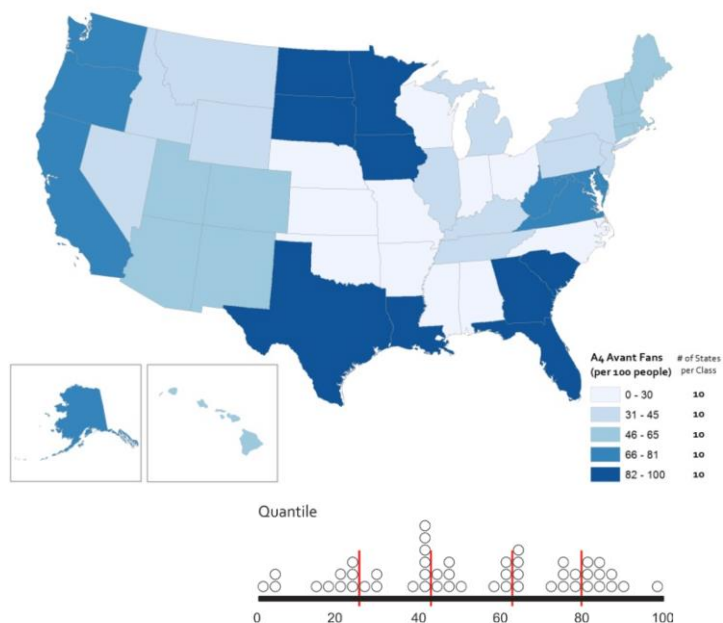 A4 Avant Fans # of States
(per 100 people) per Class
0 - 30 10
31 - 45 10
46 - 65 10
66 - 81 10
82 - 100 10
Quantile
0 20 40 60 80 100